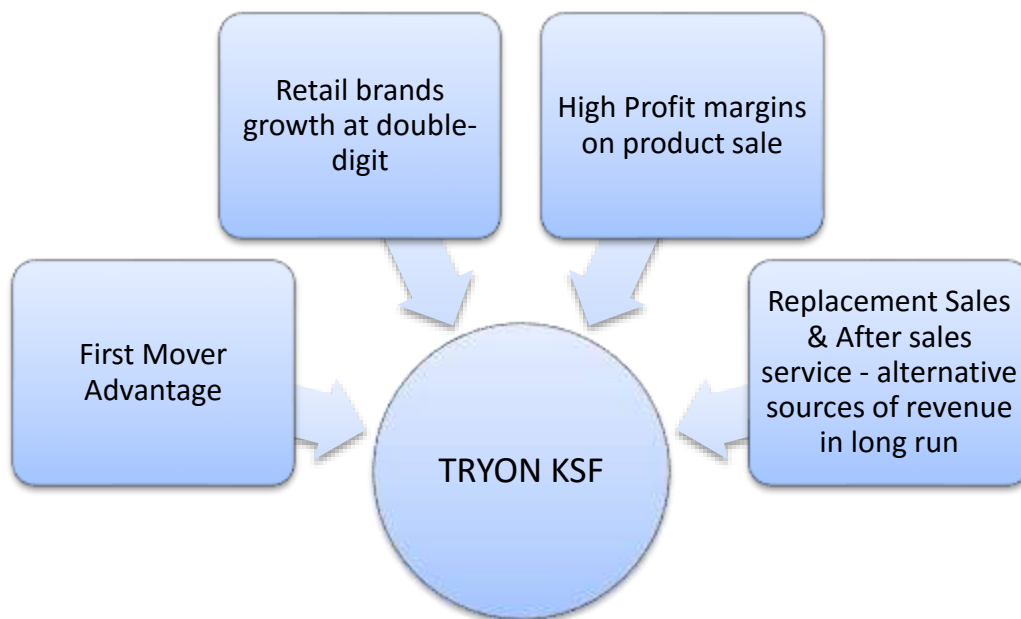 First Mover
Advantage
Retail brands
growth at double-
digit
High Profit margins
on product sale
Replacement Sales
& After sales
service - alternative
sources of revenue
in long run
TRYON KSF